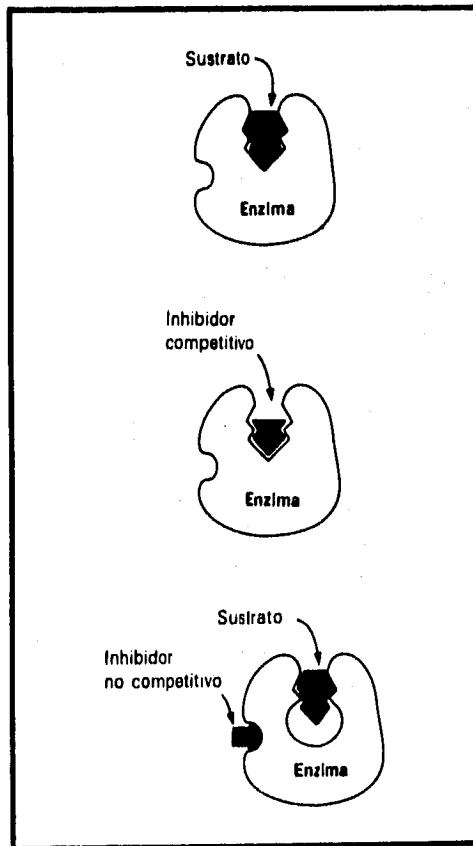 Sustrato
Enzima
Inhibidor
competitivo
Enzima
Sustrato
Inhibidor
no competitivo
Enzima